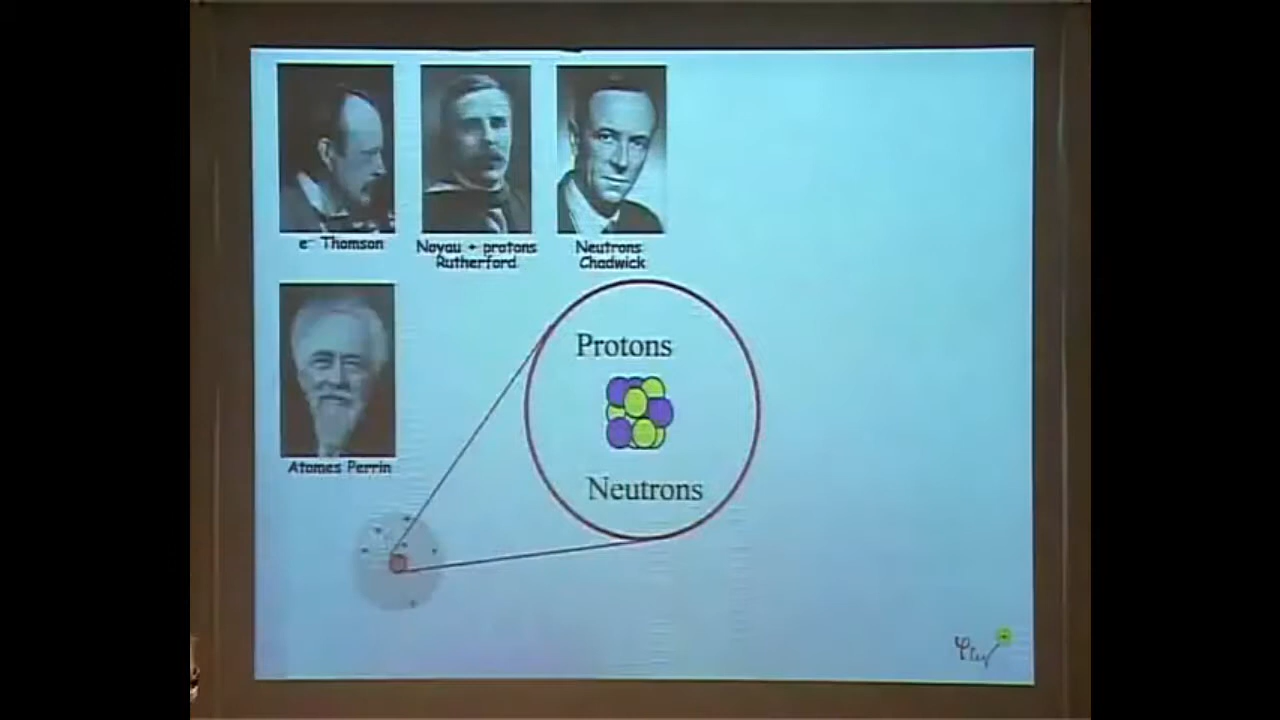 e⁻ Thomson
Noyau + protons
Rutherford
Neutrons
Chadwick
Atomes Perrin
Protons
Neutrons